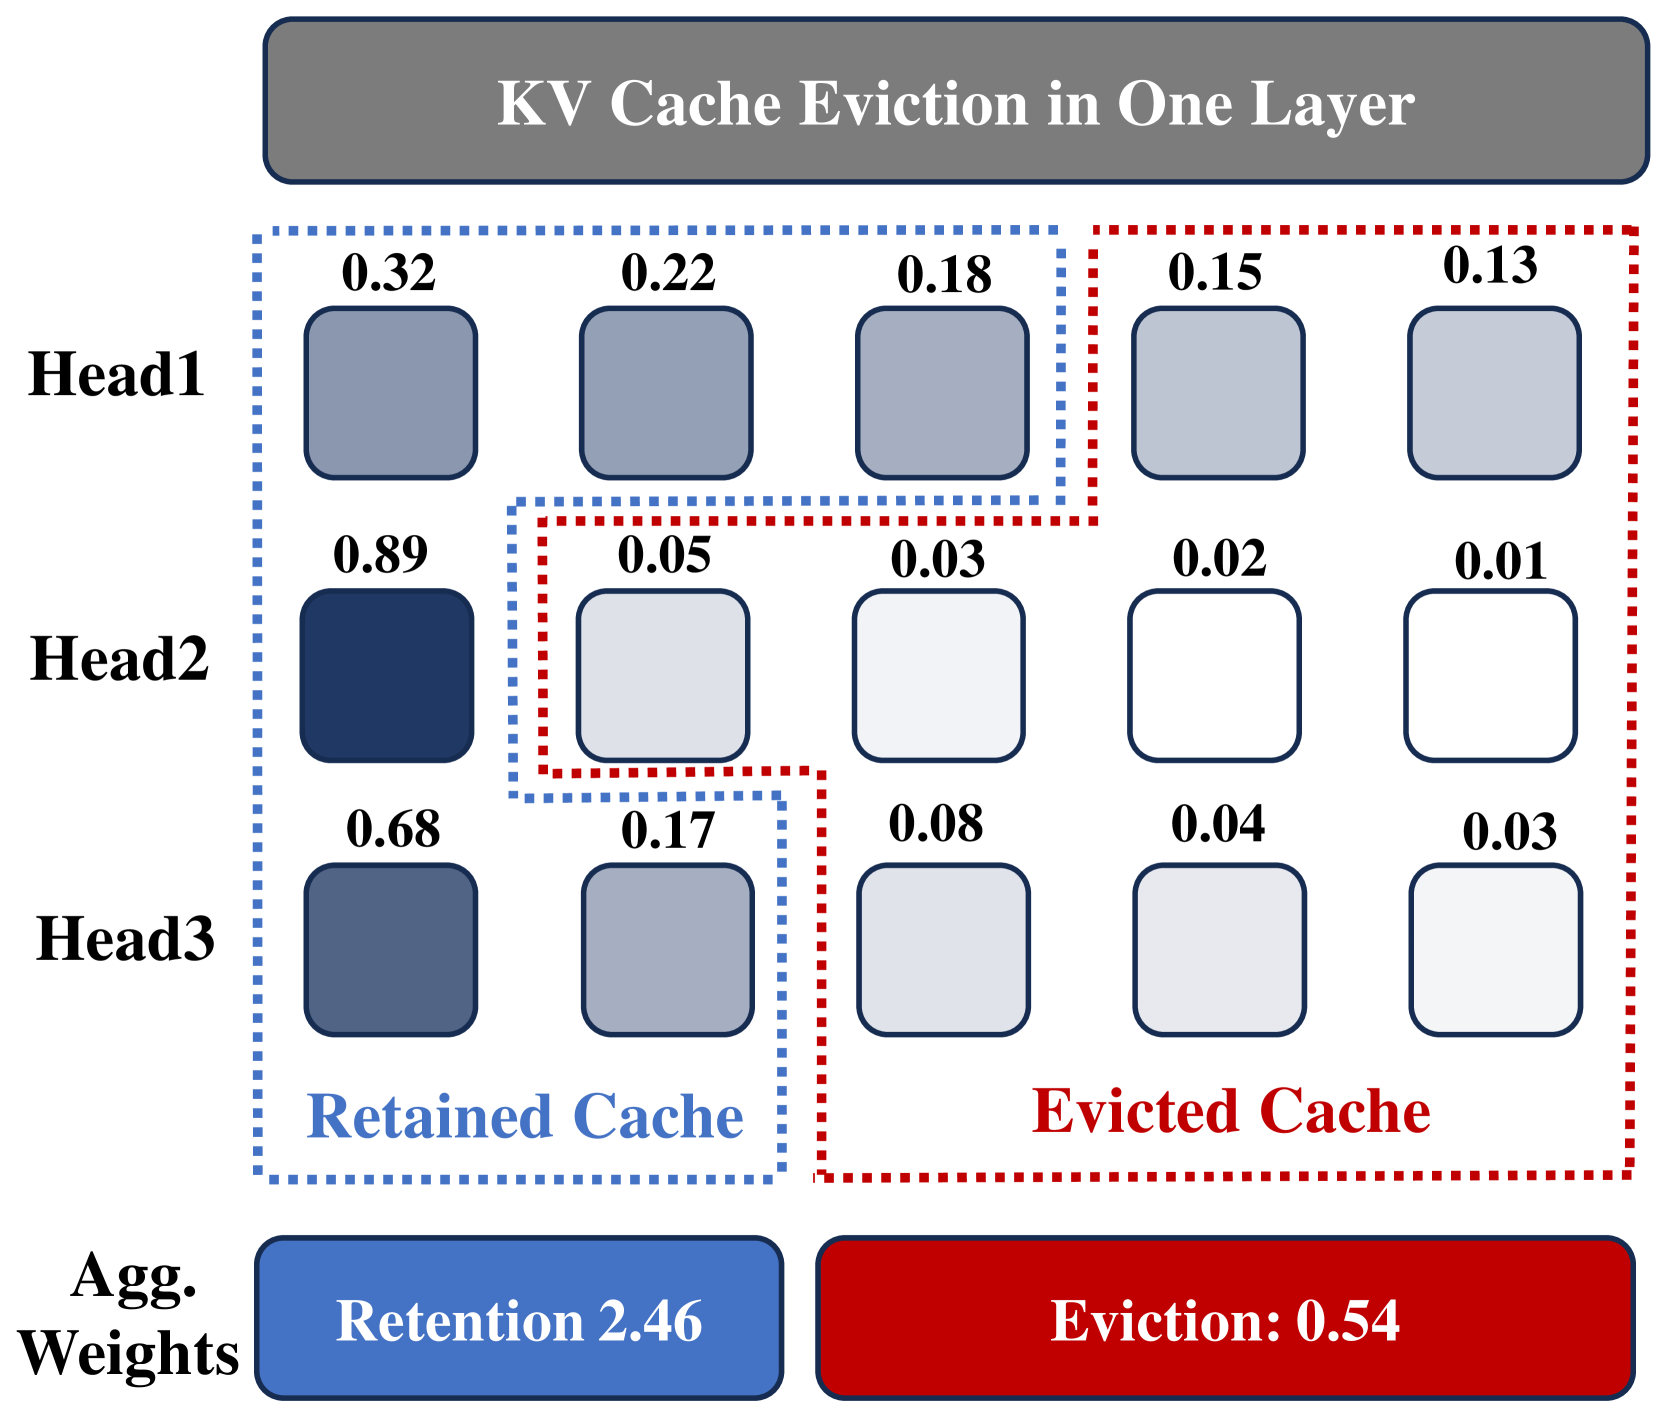 KV Cache Eviction in One Layer
0.32 0.22 0.18 0.15 0.13
Head1
0.89 0.05 0.03 0.02 0.01
Head2
0.68 0.17 0.08 0.04 0.03
Head3
Retained Cache
Evicted Cache
Agg.
Weights
Retention 2.46
Eviction: 0.54